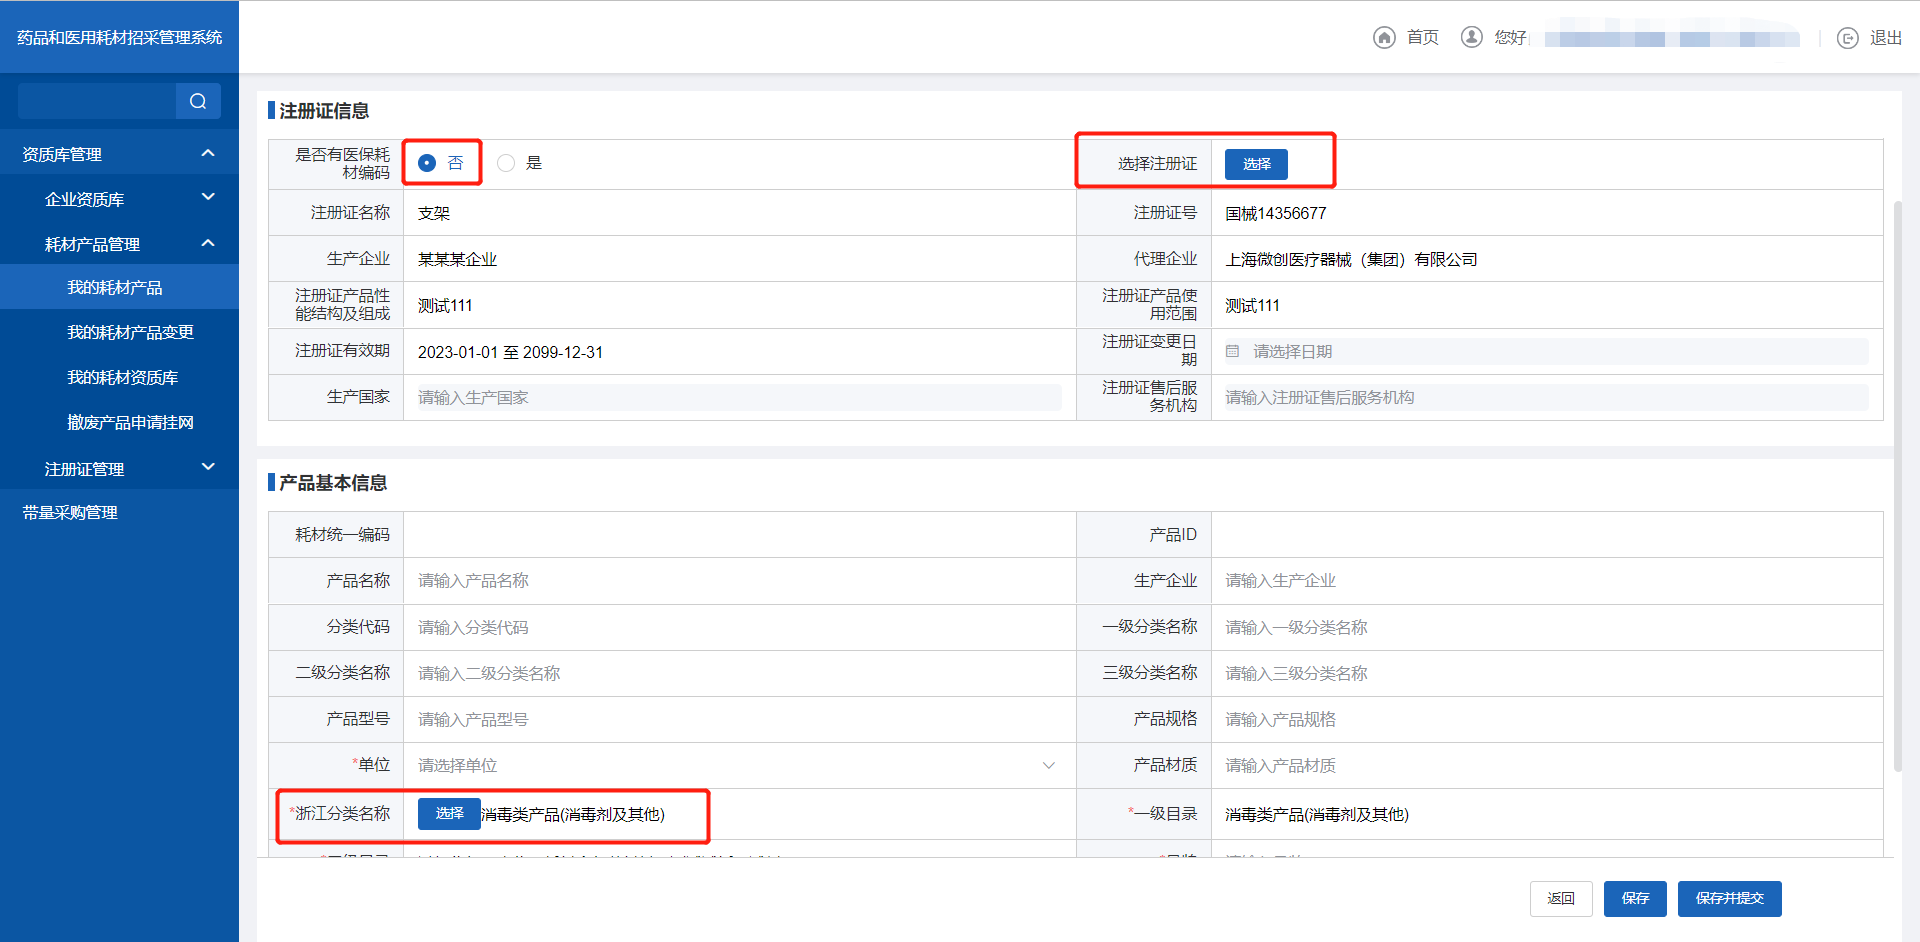 药品和医用耗材招采管理系统
首页
您好
退出
资质库管理
企业资质库
耗材产品管理
我的耗材产品
我的耗材产品变更
我的耗材资质库
撤废产品申请挂网
注册证管理
带量采购管理
注册证信息
是否有医保耗
材编码
否
是
选择注册证
选择
注册证名称
支架
注册证号
国械14356677
生产企业
某某某企业
代理企业
上海微创医疗器械（集团）有限公司
注册证产品性
能结构及组成
测试111
注册证产品使
用范围
测试111
注册证有效期
2023-01-01 至 2099-12-31
注册证变更日
期
请选择日期
生产国家
请输入生产国家
注册证售后服
务机构
请输入注册证售后服务机构
产品基本信息
耗材统一编码
产品ID
产品名称
请输入产品名称
生产企业
请输入生产企业
分类代码
请输入分类代码
一级分类名称
请输入一级分类名称
二级分类名称
请输入二级分类名称
三级分类名称
请输入三级分类名称
产品型号
请输入产品型号
产品规格
请输入产品规格
*单位
请选择单位
产品材质
请输入产品材质
*浙江分类名称
选择
消毒类产品(消毒剂及其他)
*一级目录
消毒类产品(消毒剂及其他)
返回
保存
保存并提交